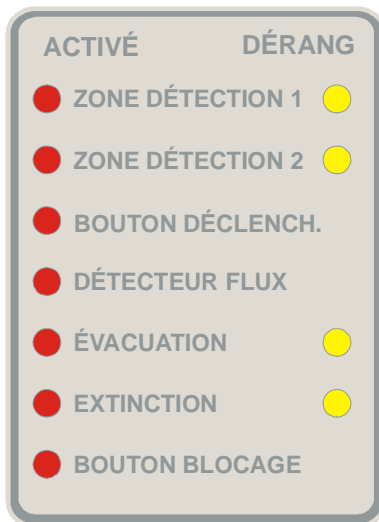 ACTIVÉ DÉRANG
ZONE DÉTECTION 1
ZONE DÉTECTION 2
BOUTON DÉCLENCH.
DÉTECTEUR FLUX
ÉVACUATION
EXTINCTION
BOUTON BLOCAGE